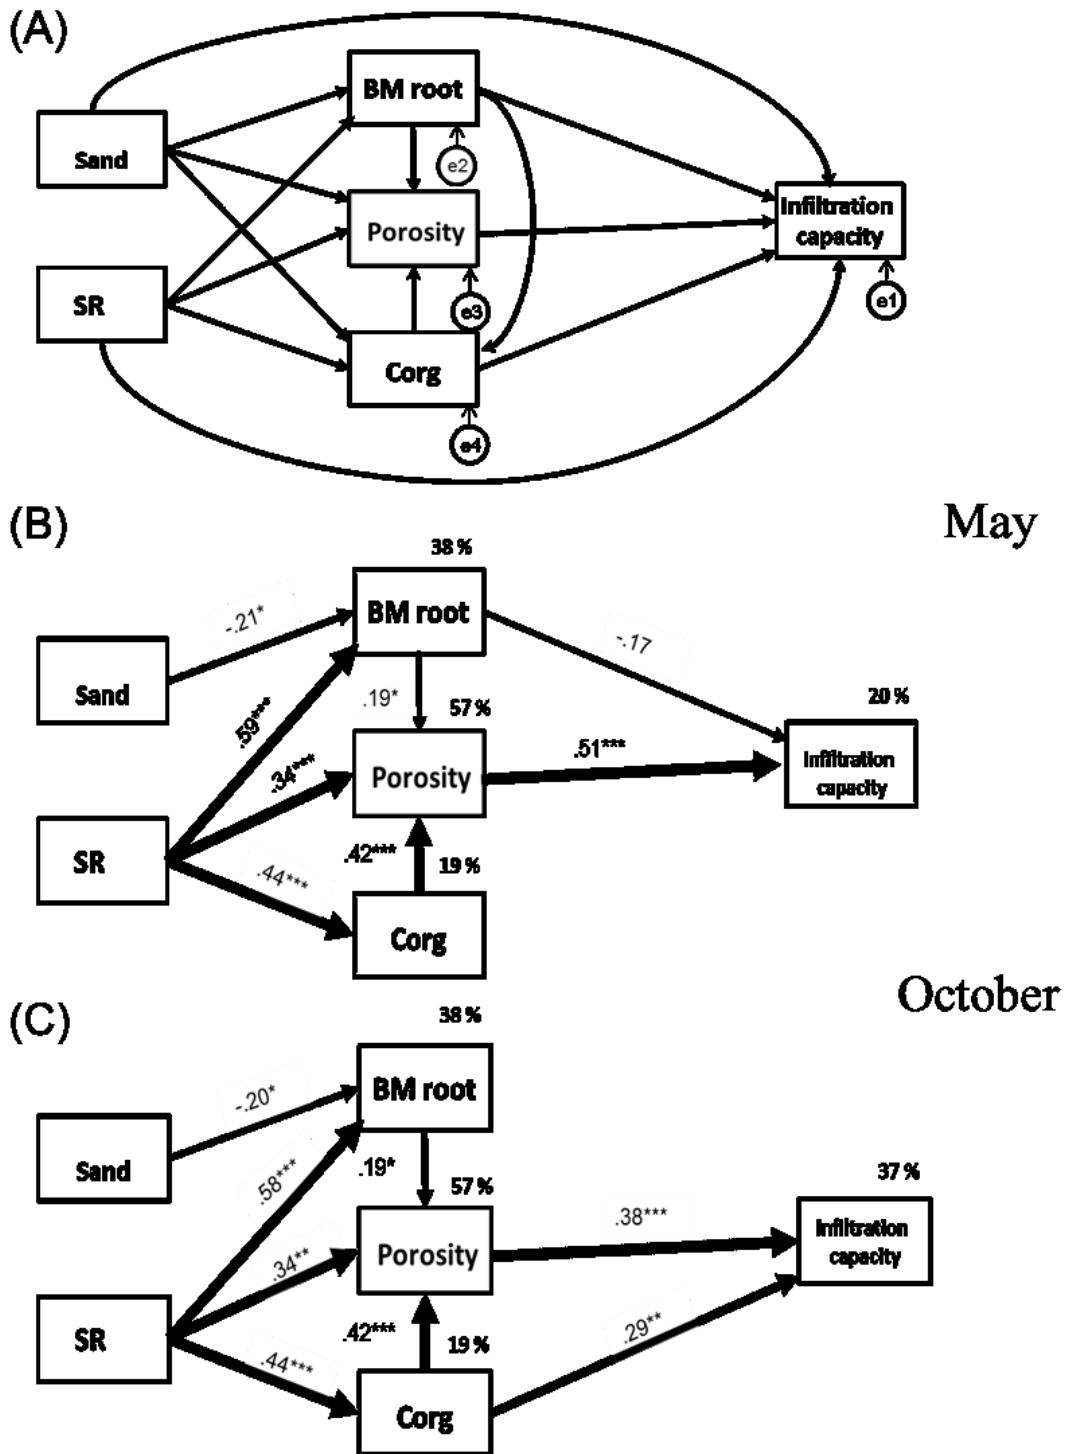 (A)
BM root
Sand
e2
Infiltration
capacity
Porosity
SR
e3
e1
Corg
e4
(B)
May
38 %
BM root
-.21*
-.17
Sand
.19*
57 %
20 %
.59***
.51***
.34***
Porosity
Infiltration
capacity
SR
.42***
19 %
.44***
Corg
October
(C)
38 %
BM root
-.20*
Sand
.58***
.19*
57 %
37 %
.38***
.34**
Porosity
Infiltration
capacity
SR
.42***
19 %
.29**
.44***
Corg